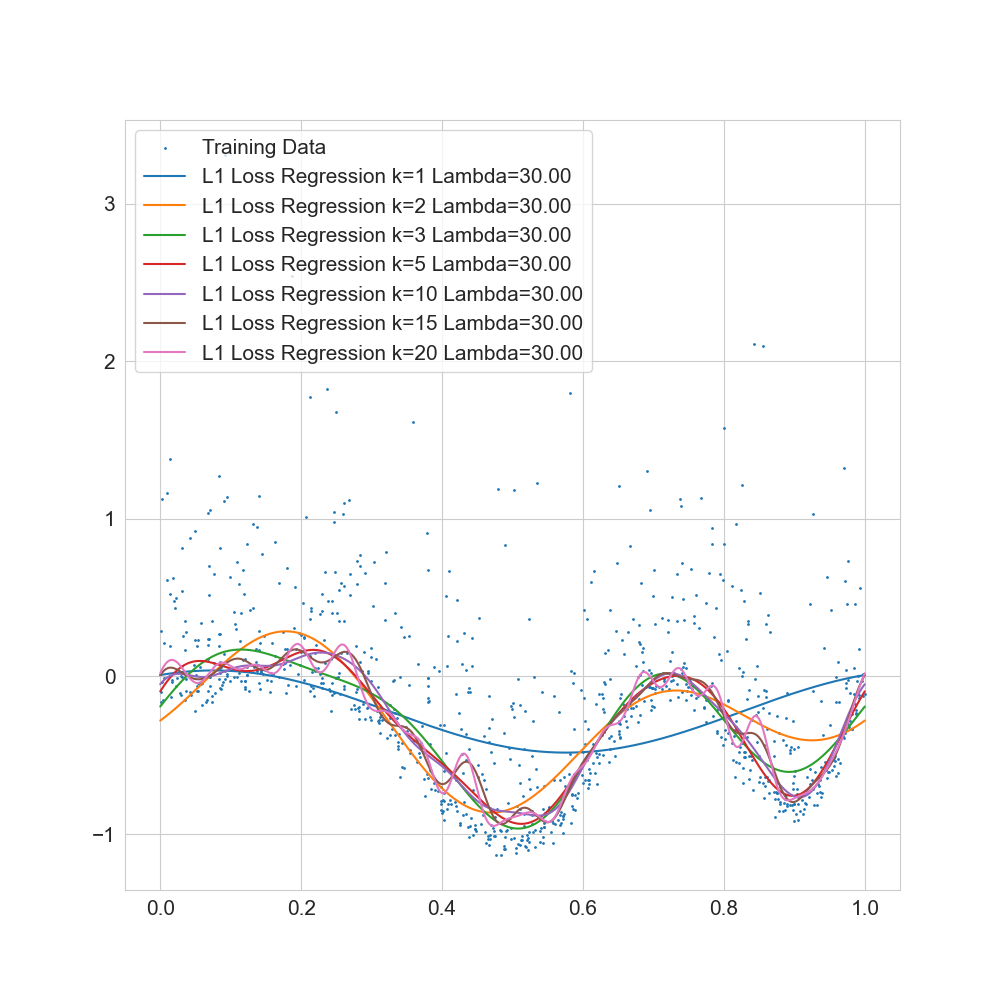 Training Data
L1 Loss Regression k=1 Lambda=30.00
L1 Loss Regression k=2 Lambda=30.00
L1 Loss Regression k=3 Lambda=30.00
L1 Loss Regression k=5 Lambda=30.00
L1 Loss Regression k=10 Lambda=30.00
L1 Loss Regression k=15 Lambda=30.00
L1 Loss Regression k=20 Lambda=30.00
3
2
1
0
−1
0.0 0.2 0.4 0.6 0.8 1.0